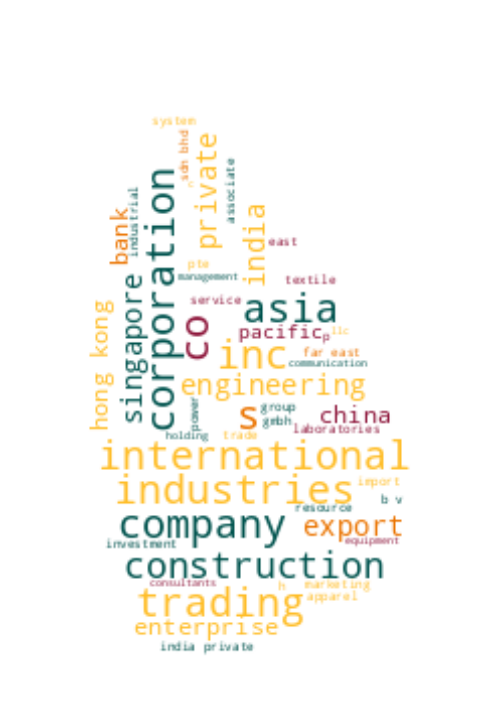 system
sdn bhd
private
c
associate
corporation
industrial
bank
india
east
pte
management
textile
singapore
hong kong
service
asia
co
pacific
p
llc
inc
far east
communication
engineering
power
s
group
gmbh
china
laboratories
holding
trade
international
industries
import
b v
resource
company
export
equipment
investment
construction
consultants
h
marketing
trading
apparel
enterprise
india private